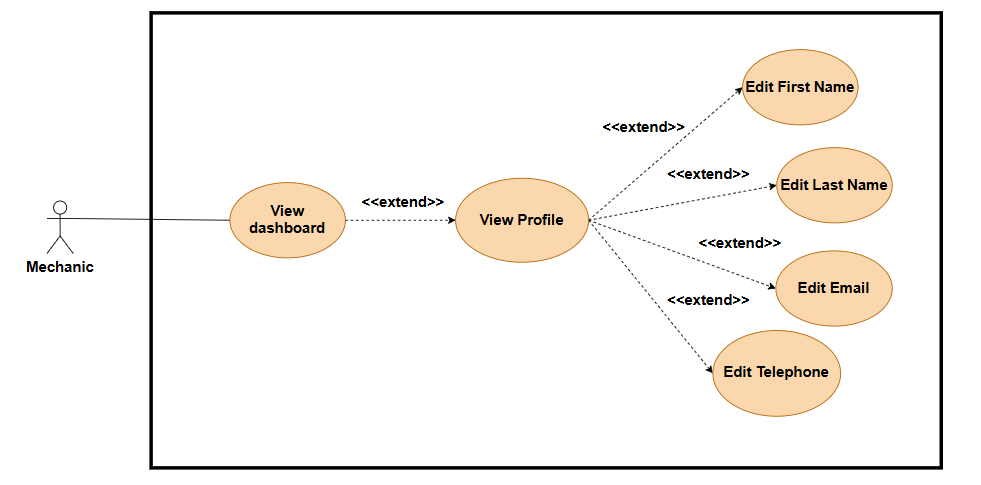 Edit First Name
<<extend>>
<<extend>>
Edit Last Name
View
dashboard
<<extend>>
View Profile
<<extend>>
Mechanic
Edit Email
<<extend>>
Edit Telephone